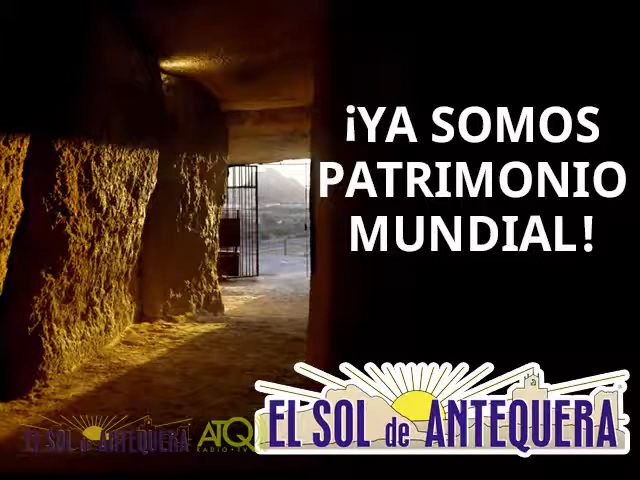 ¡YA SOMOS
PATRIMONIO
MUNDIAL!
EL SOL de ANTEQUERA
EL SOL de ANTEQUERA
ATQ
RADIO • TV